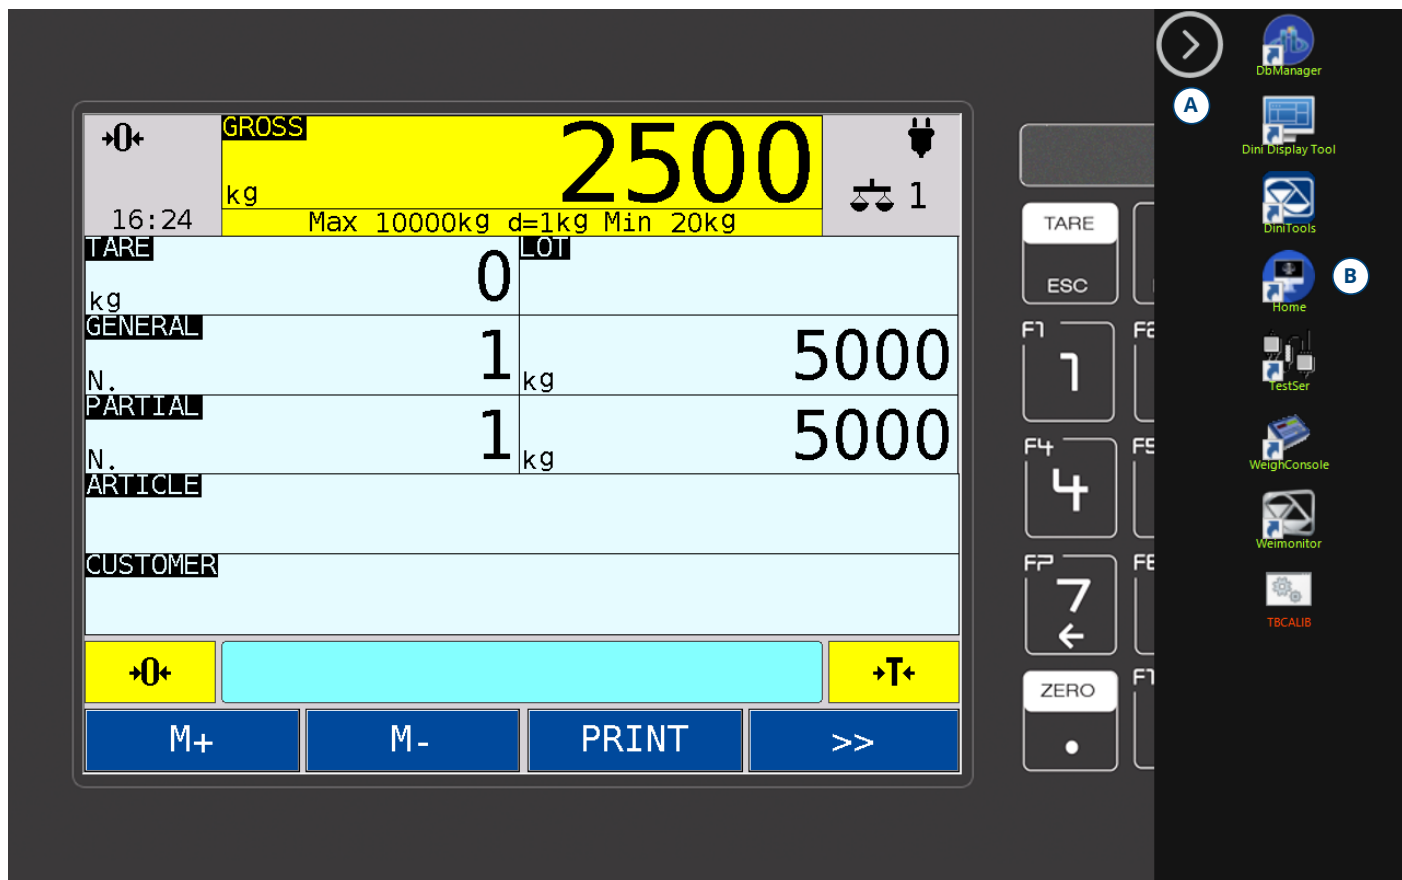 →0←
GROSS
2500
kg
16:24
1
Max 10000kg d=1kg Min 20kg
TARE
0
kg
LOT
GENERAL
N.
1
kg
5000
PARTIAL
N.
1
kg
5000
ARTICLE
CUSTOMER
→0←
→T←
M+
M-
PRINT
>>
TARE
ESC
F1
1
F4
4
F7
7
←
ZERO
.
A
DbManager
Dini Display Tool
DiniTools
Home
B
TestSer
WeighConsole
Weimonitor
TBCALIB